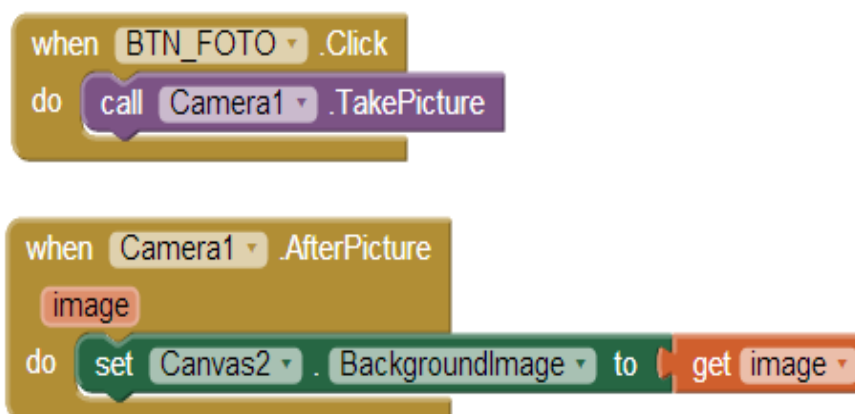 when BTN_FOTO .Click
do call Camera1 .TakePicture
when Camera1 .AfterPicture
image
do set Canvas2 . BackgroundImage to get image